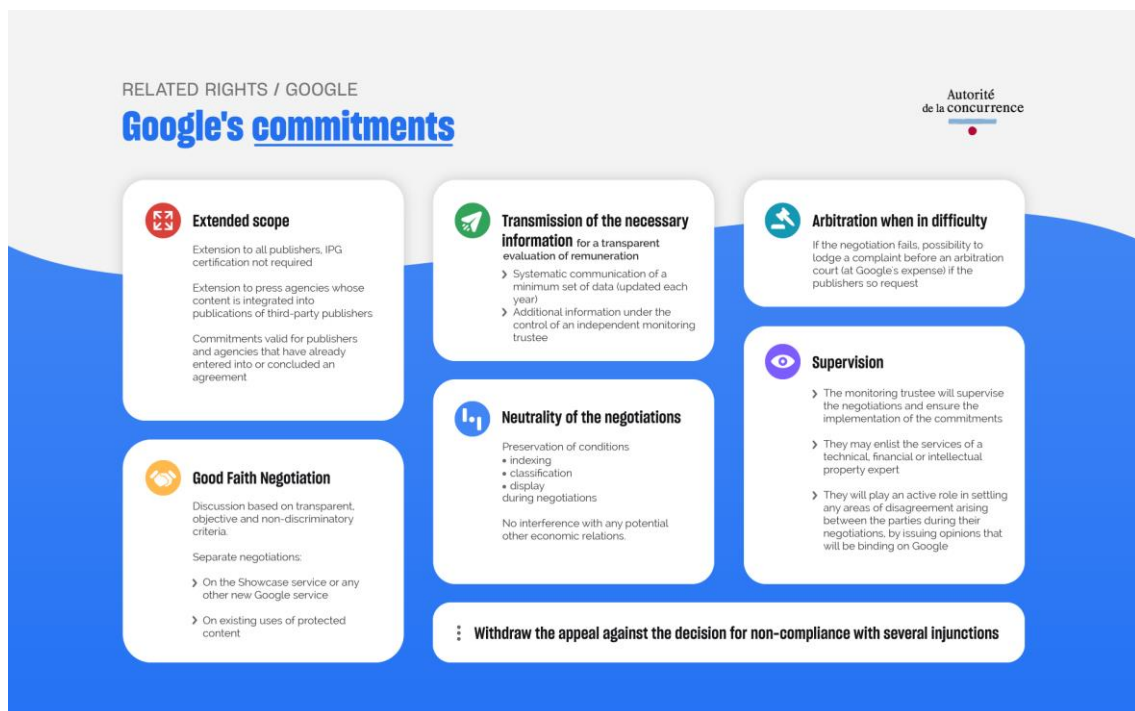 RELATED RIGHTS / GOOGLE
Google's commitments
Autorité
de la concurrence
Extended scope
Extension to all publishers, IPG
certification not required
Extension to press agencies whose
content is integrated into
publications of third-party publishers
Commitments valid for publishers
and agencies that have already
entered into or concluded an
agreement
Good Faith Negotiation
Discussion based on transparent,
objective and non-discriminatory
criteria.
Separate negotiations:
On the Showcase service or any
other new Google service
On existing uses of protected
content
Transmission of the necessary
information for a transparent
evaluation of remuneration
Systematic communication of a
minimum set of data (updated each
year)
Additional information under the
control of an independent monitoring
trustee
Neutrality of the negotiations
Preservation of conditions
• indexing
• classification
• display
during negotiations
No interference with any potential
other economic relations.
Arbitration when in difficulty
If the negotiation fails, possibility to
lodge a complaint before an arbitration
court (at Google's expense) if the
publishers so request
Supervision
The monitoring trustee will supervise
the negotiations and ensure the
implementation of the commitments
They may enlist the services of a
technical, financial or intellectual
property expert
They will play an active role in settling
any areas of disagreement arising
between the parties during their
negotiations, by issuing opinions that
will be binding on Google
Withdraw the appeal against the decision for non-compliance with several injunctions